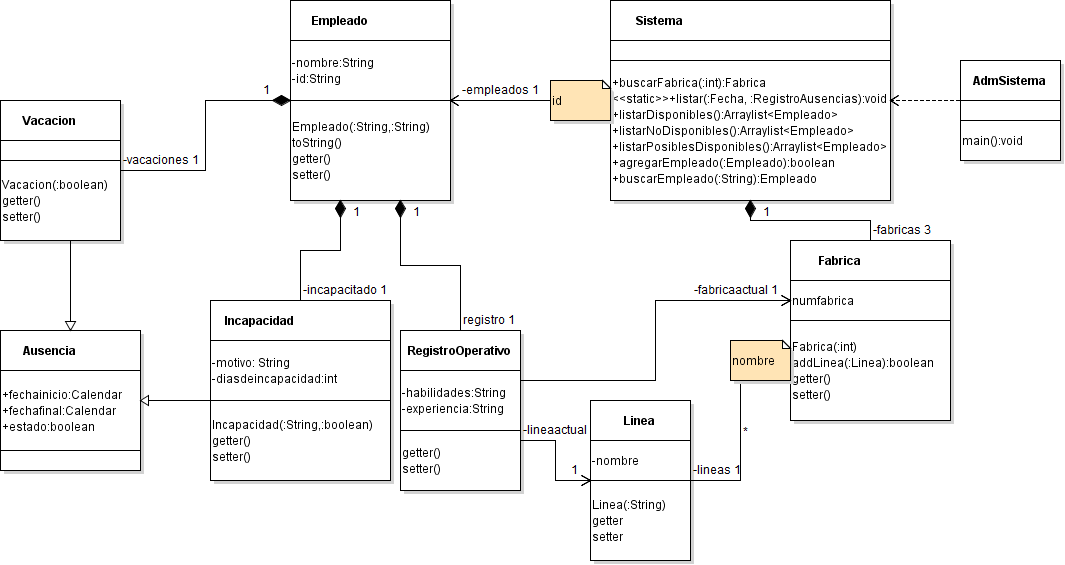 Empleado
-nombre:String
-id:String
Empleado(:String,:String)
toString()
getter()
setter()
Sistema
+buscarFabrica(:int):Fabrica
<<static>>+listar(:Fecha, :RegistroAusencias):void
+listarDisponibles():Arraylist<Empleado>
+listarNoDisponibles():Arraylist<Empleado>
+listarPosiblesDisponibles():Arraylist<Empleado>
+agregarEmpleado(:Empleado):boolean
+buscarEmpleado(:String):Empleado
AdmSistema
main():void
-empleados 1
id
1
Vacacion
Vacacion(:boolean)
getter()
setter()
-vacaciones 1
1
1
1
-fabricas 3
Fabrica
numfabrica
Fabrica(:int)
addLinea(:Linea):boolean
getter()
setter()
-incapacitado 1
-fabricaactual 1
registro 1
Ausencia
+fechainicio:Calendar
+fechafinal:Calendar
+estado:boolean
Incapacidad
-motivo: String
-diasdeincapacidad:int
Incapacidad(:String,:boolean)
getter()
setter()
RegistroOperativo
-habilidades:String
-experiencia:String
getter()
setter()
nombre
-lineaactual
1
Linea
-nombre
Linea(:String)
getter
setter
*
-lineas 1